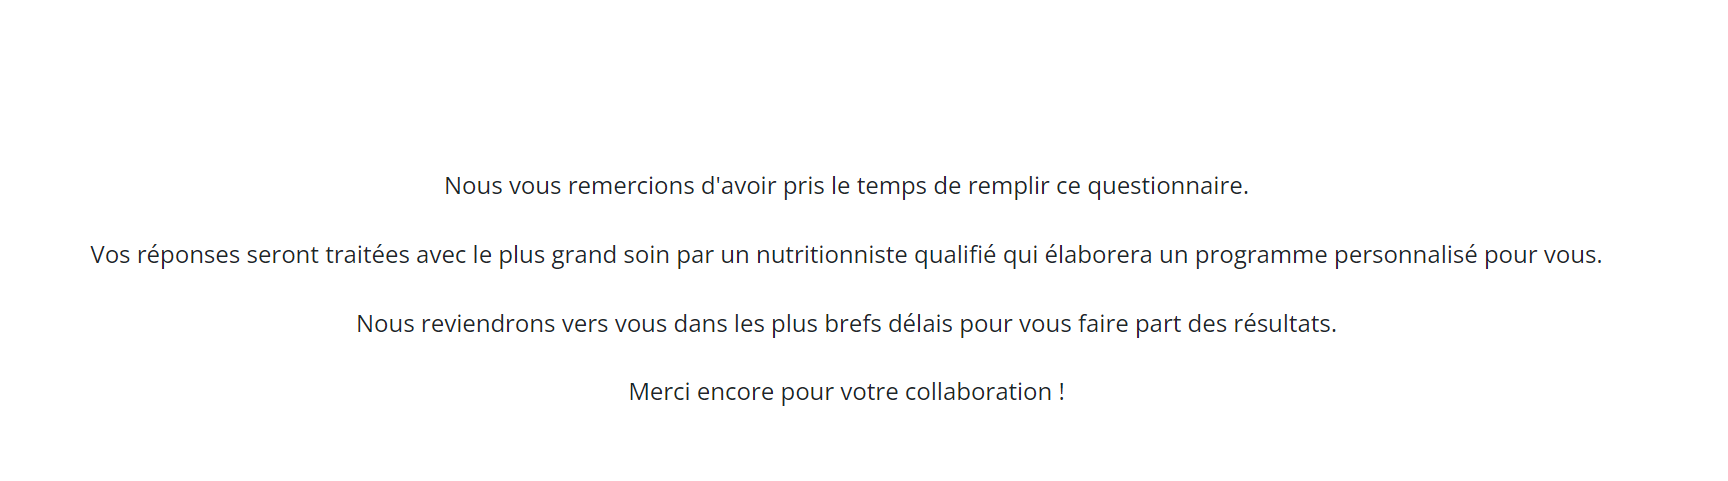 Nous vous remercions d'avoir pris le temps de remplir ce questionnaire.
Vos réponses seront traitées avec le plus grand soin par un nutritionniste qualifié qui élaborera un programme personnalisé pour vous.
Nous reviendrons vers vous dans les plus brefs délais pour vous faire part des résultats.
Merci encore pour votre collaboration !